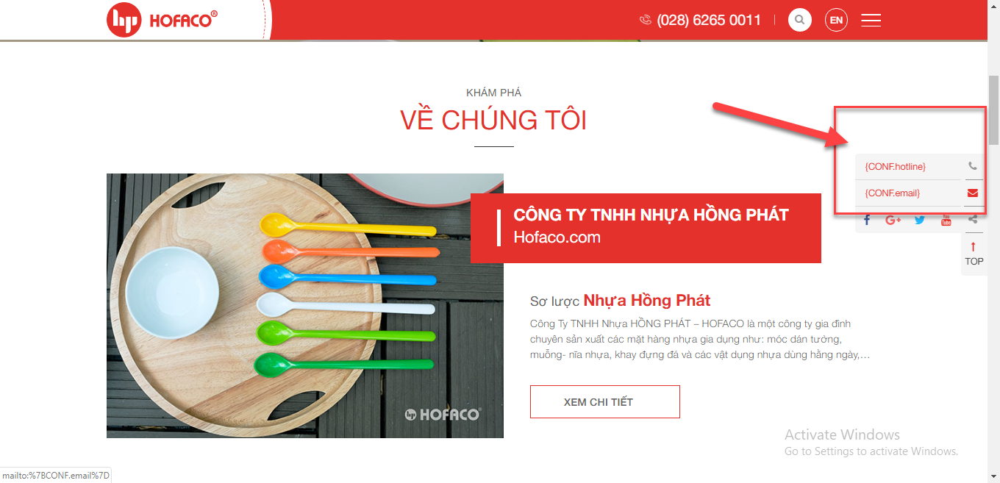 hp HOFACO®
(028) 6265 0011
EN
KHÁM PHÁ
VỀ CHÚNG TÔI
{CONF.hotline}
{CONF.email}
f G+ You Tube
TOP
CÔNG TY TNHH NHỰA HỒNG PHÁT
Hofaco.com
Sơ lược Nhựa Hồng Phát
Công Ty TNHH Nhựa HỒNG PHÁT – HOFACO là một công ty gia đình
chuyên sản xuất các mặt hàng nhựa gia dụng như: móc dán tường,
muỗng- nĩa nhựa, khay đựng đá và các vật dụng nhựa dùng hằng ngày,...
XEM CHI TIẾT
hp HOFACO®
Activate Windows
Go to Settings to activate Windows.
mailto:%7BCONF.email%7D